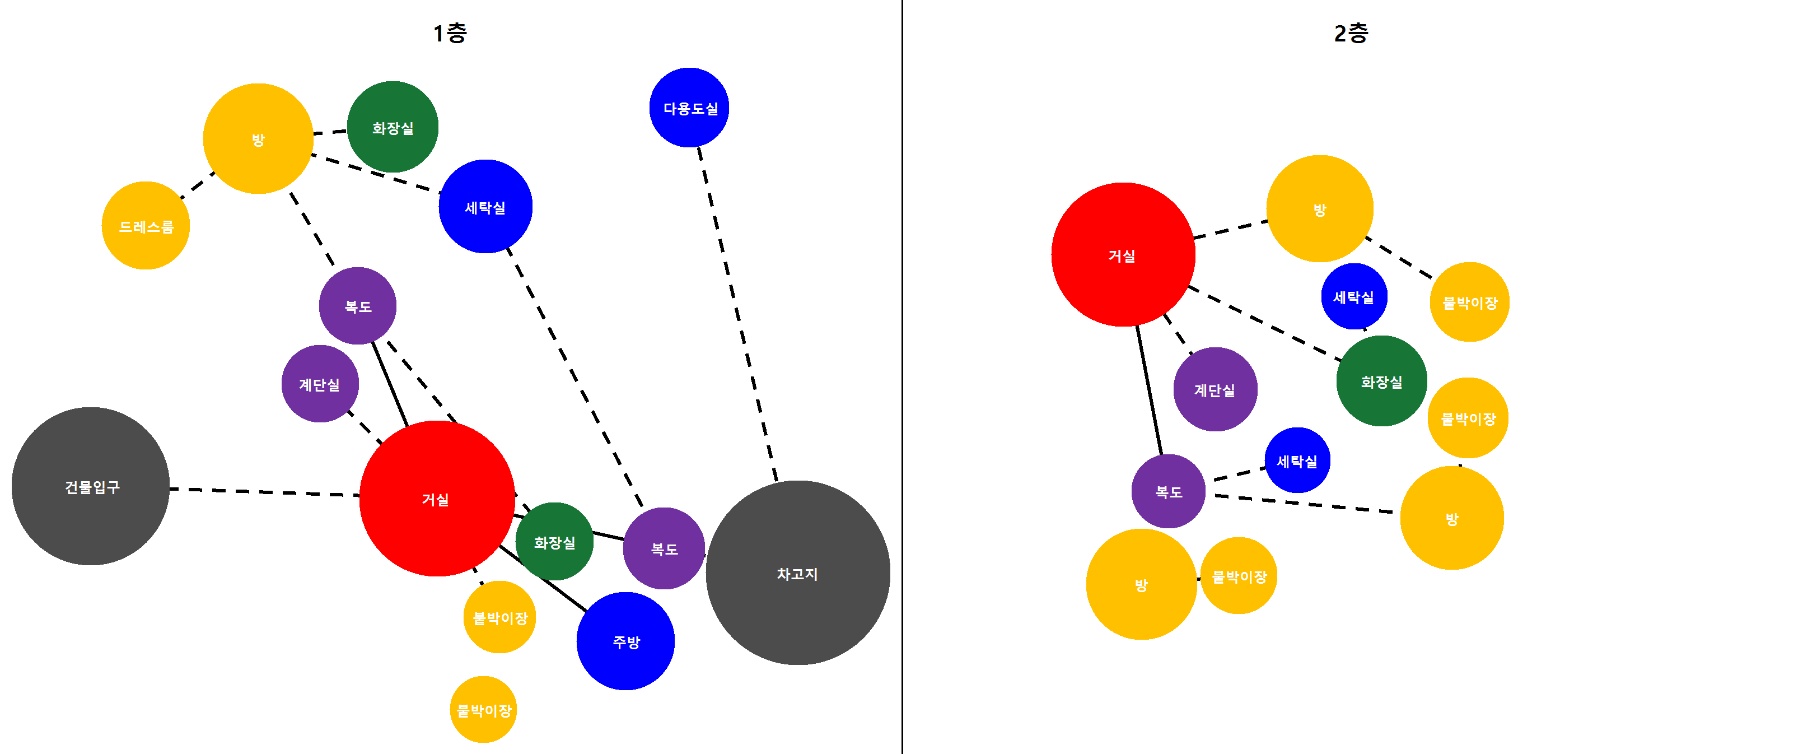 1층
방
화장실
다용도실
드레스룸
세탁실
복도
계단실
건물입구
거실
화장실
복도
차고지
붙박이장
주방
붙박이장
2층
방
거실
세탁실
붙박이장
화장실
계단실
붙박이장
세탁실
복도
방
방
붙박이장